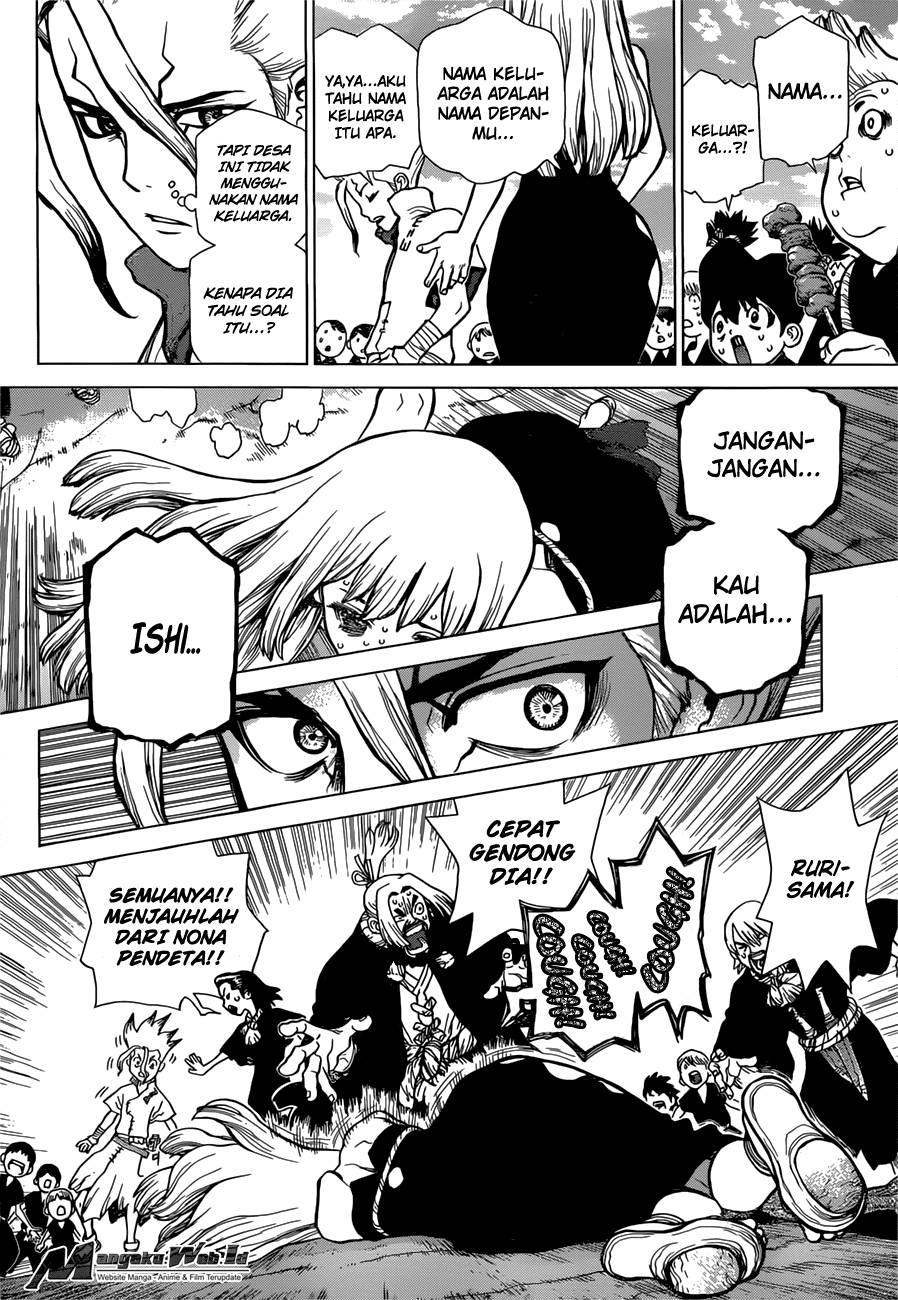 NAMA...
KELUAR-
GA...?!
NAMA KELU-
ARGA ADALAH
NAMA DEPAN-
MU...
YA,YA...AKU
TAHU NAMA
KELUARGA
ITU APA.
TAPI DESA
INI TIDAK
MENGGU-
NAKAN NAMA
KELUARGA.
KENAPA DIA
TAHU SOAL
ITU...?
JANGAN-
JANGAN...
KAU
ADALAH...
ISHI...
RURI-
SAMA!
COUGH!
COUGH!
COUGH!
COUGH!
CEPAT
GENDONG
DIA!!
SEMUANYA!!
MENJAUHLAH
DARI NONA
PENDETA!!
Mangaku.Web.Id
Website Manga - Anime & Film Terupdate